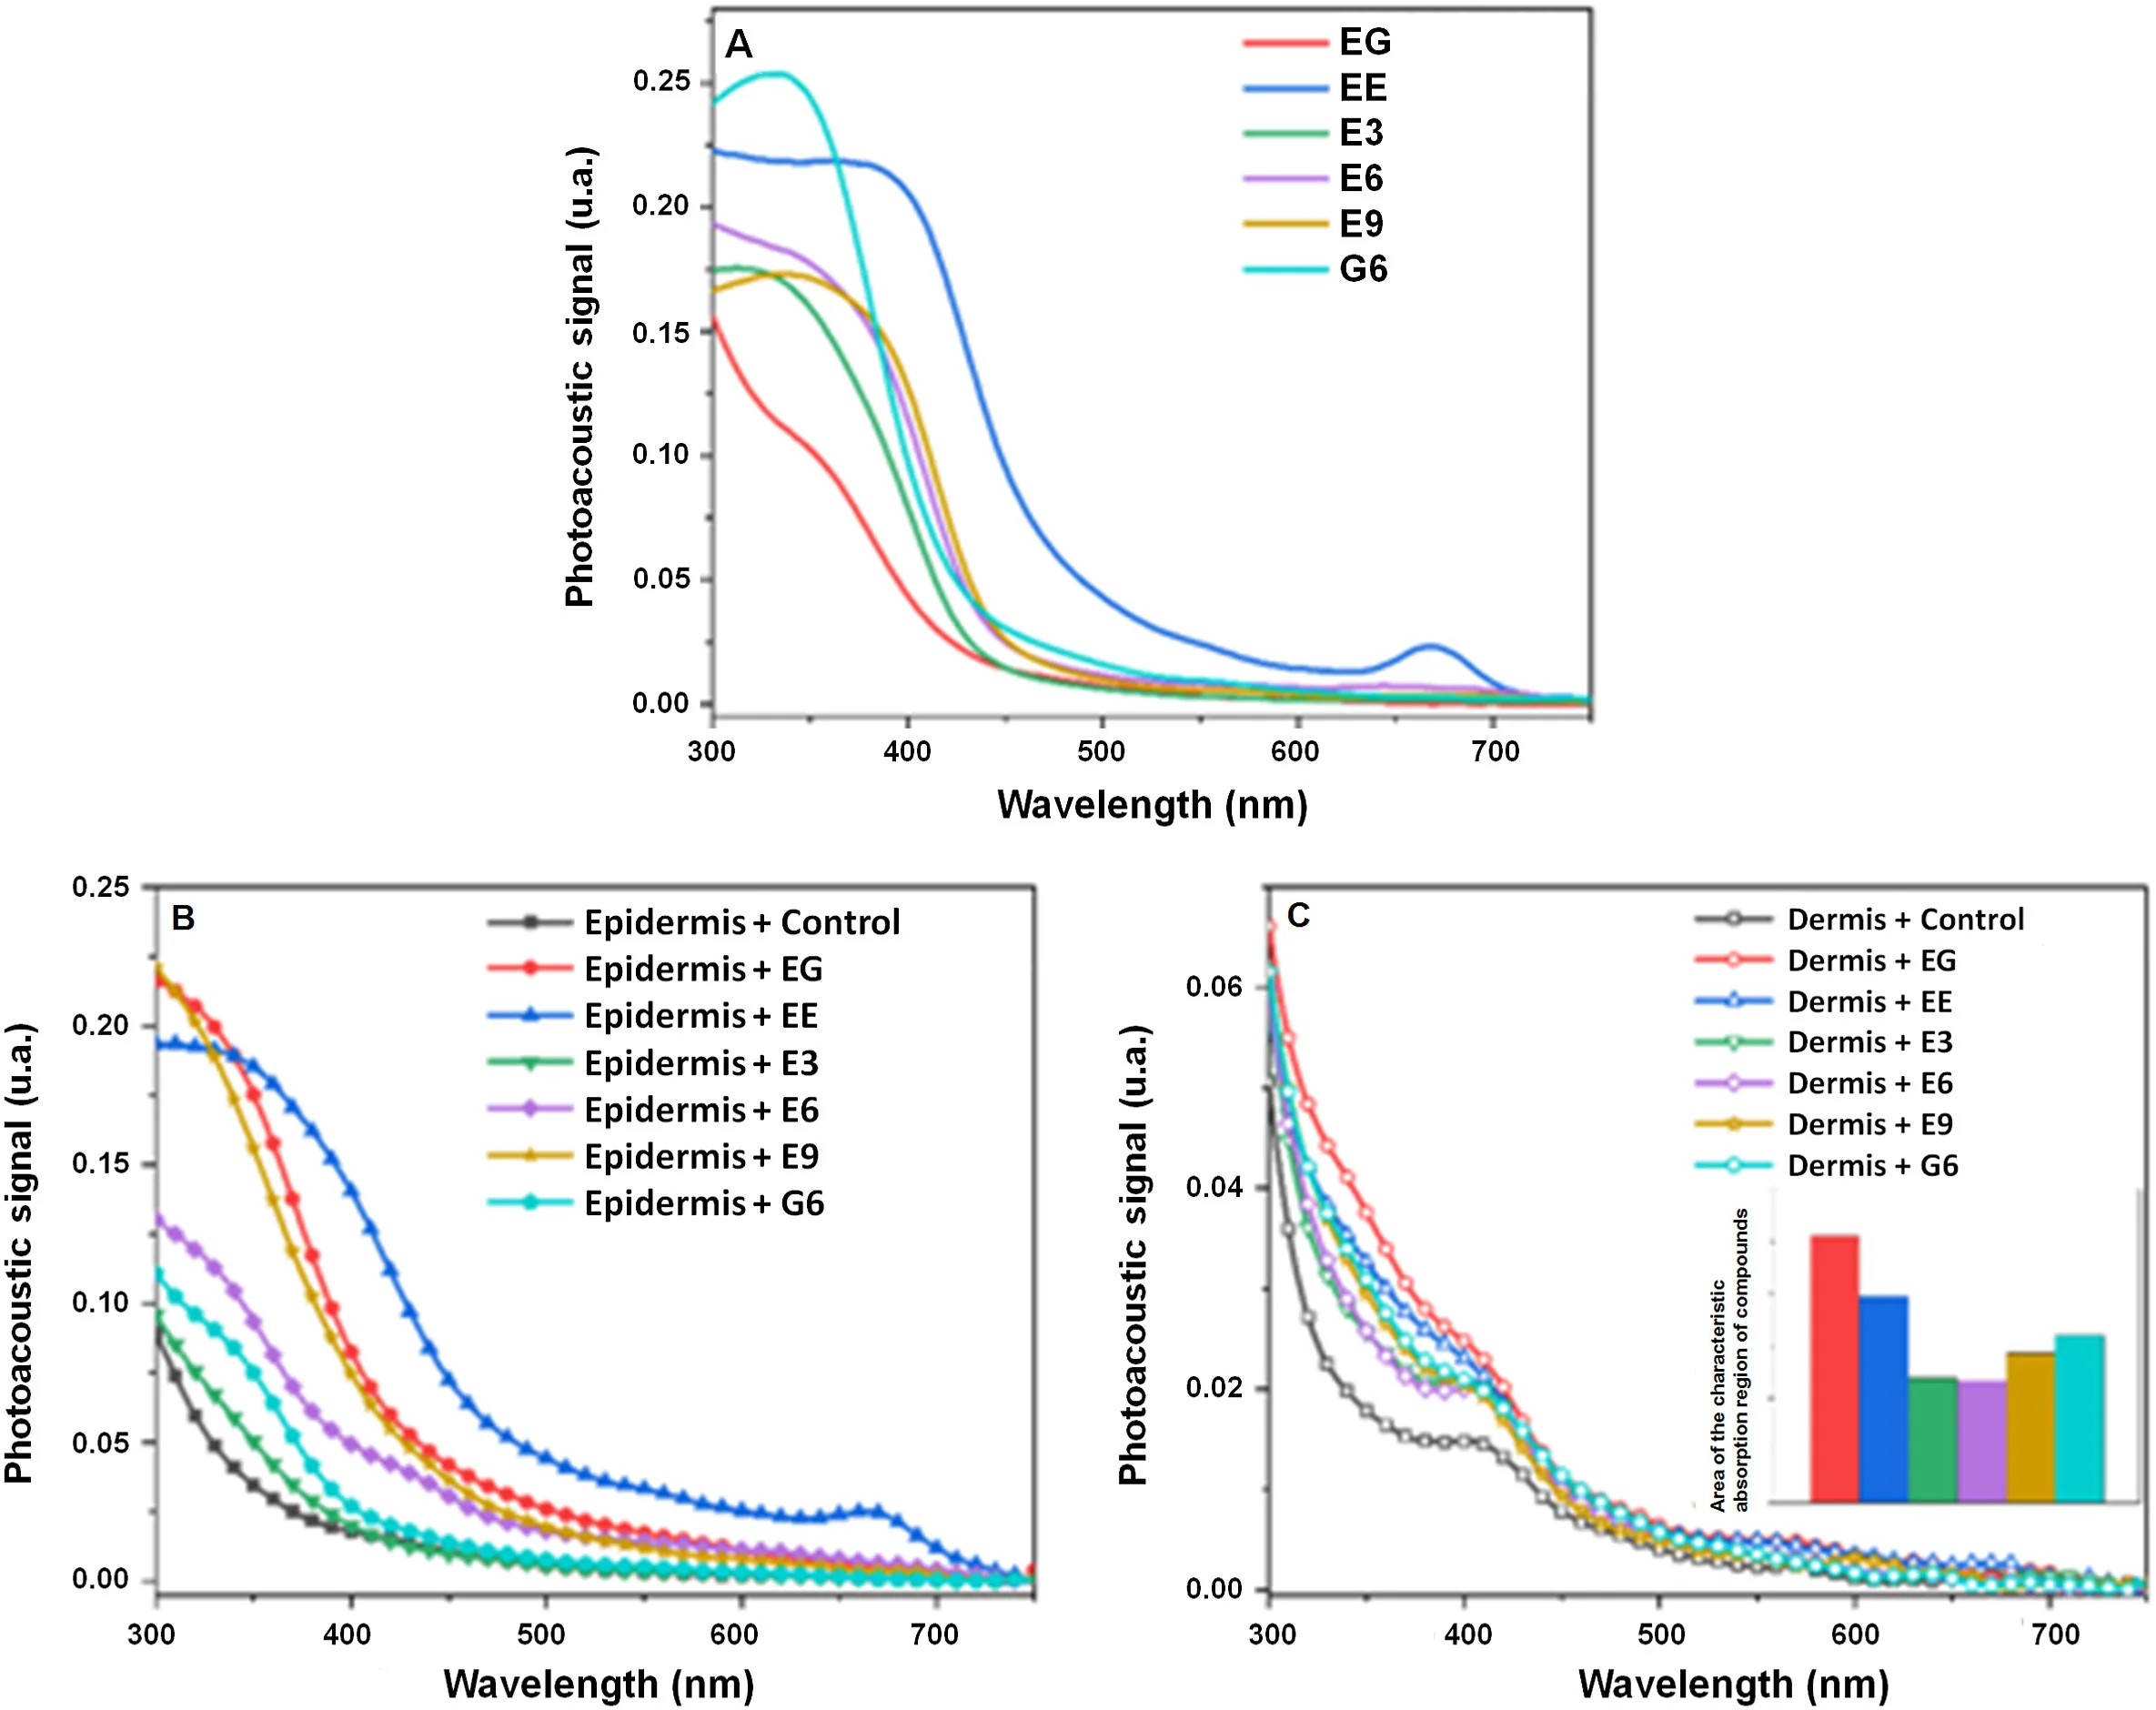 A
EG
EE
E3
E6
E9
G6
0.25
0.20
0.15
0.10
0.05
0.00
Photoacoustic signal (u.a.)
300 400 500 600 700
Wavelength (nm)
B
Epidermis + Control
Epidermis + EG
Epidermis + EE
Epidermis + E3
Epidermis + E6
Epidermis + E9
Epidermis + G6
0.25
0.20
0.15
0.10
0.05
0.00
Photoacoustic signal (u.a.)
300 400 500 600 700
Wavelength (nm)
C
Dermis + Control
Dermis + EG
Dermis + EE
Dermis + E3
Dermis + E6
Dermis + E9
Dermis + G6
0.06
0.04
0.02
0.00
Photoacoustic signal (u.a.)
Area of the characteristic
absorption region of compounds
300 400 500 600 700
Wavelength (nm)